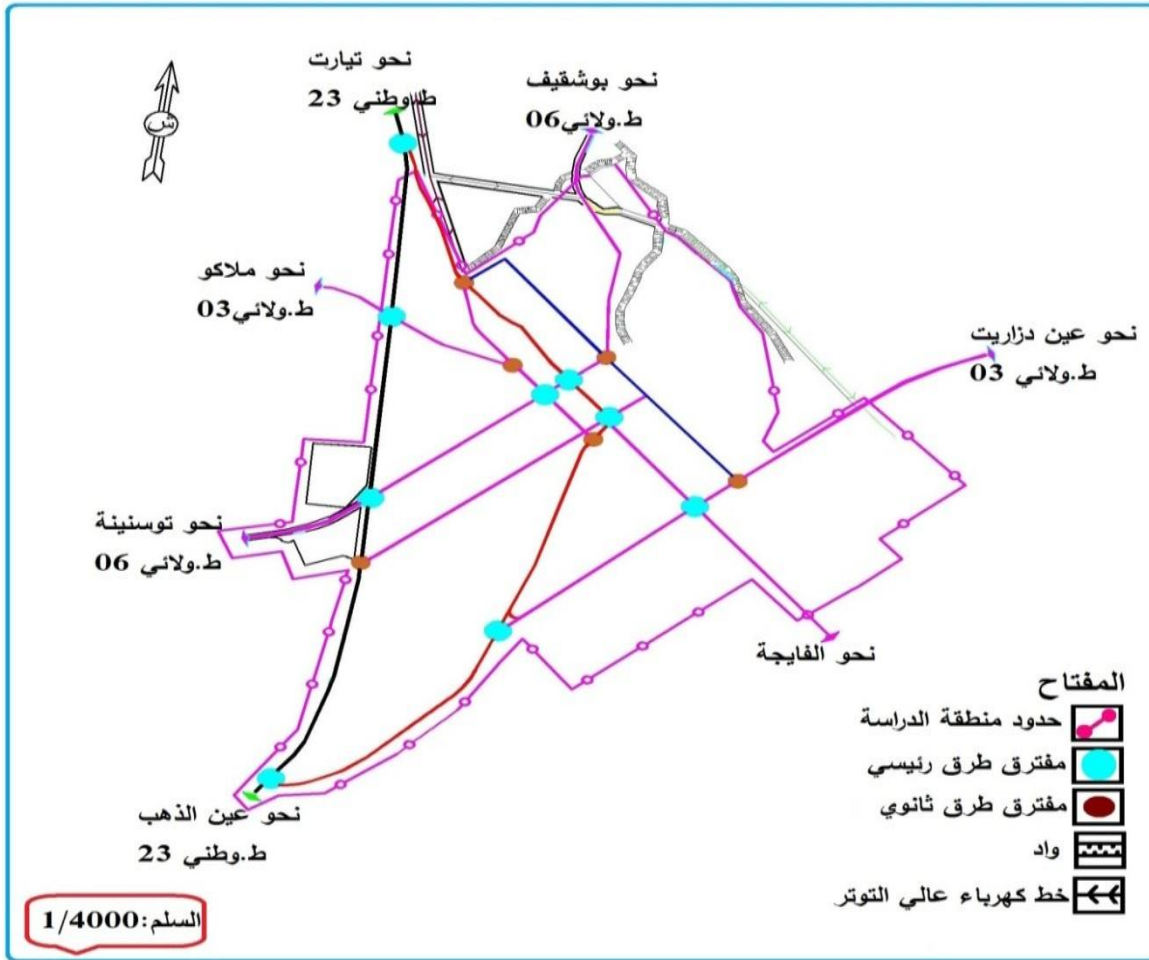 نحو تيارت
ط.وطني 23
نحو بوشقيف
ط.ولائي06
ش
نحو ملاكو
ط.ولائي03
نحو عين دزاريت
ط.ولائي 03
نحو توسنينة
ط.ولائي 06
نحو الفايجة
نحو عين الذهب
ط.وطني 23
المفتاح
حدود منطقة الدراسة
مفترق طرق رئيسي
مفترق طرق ثانوي
واد
خط كهرباء عالي التوتر
السلم:1/4000